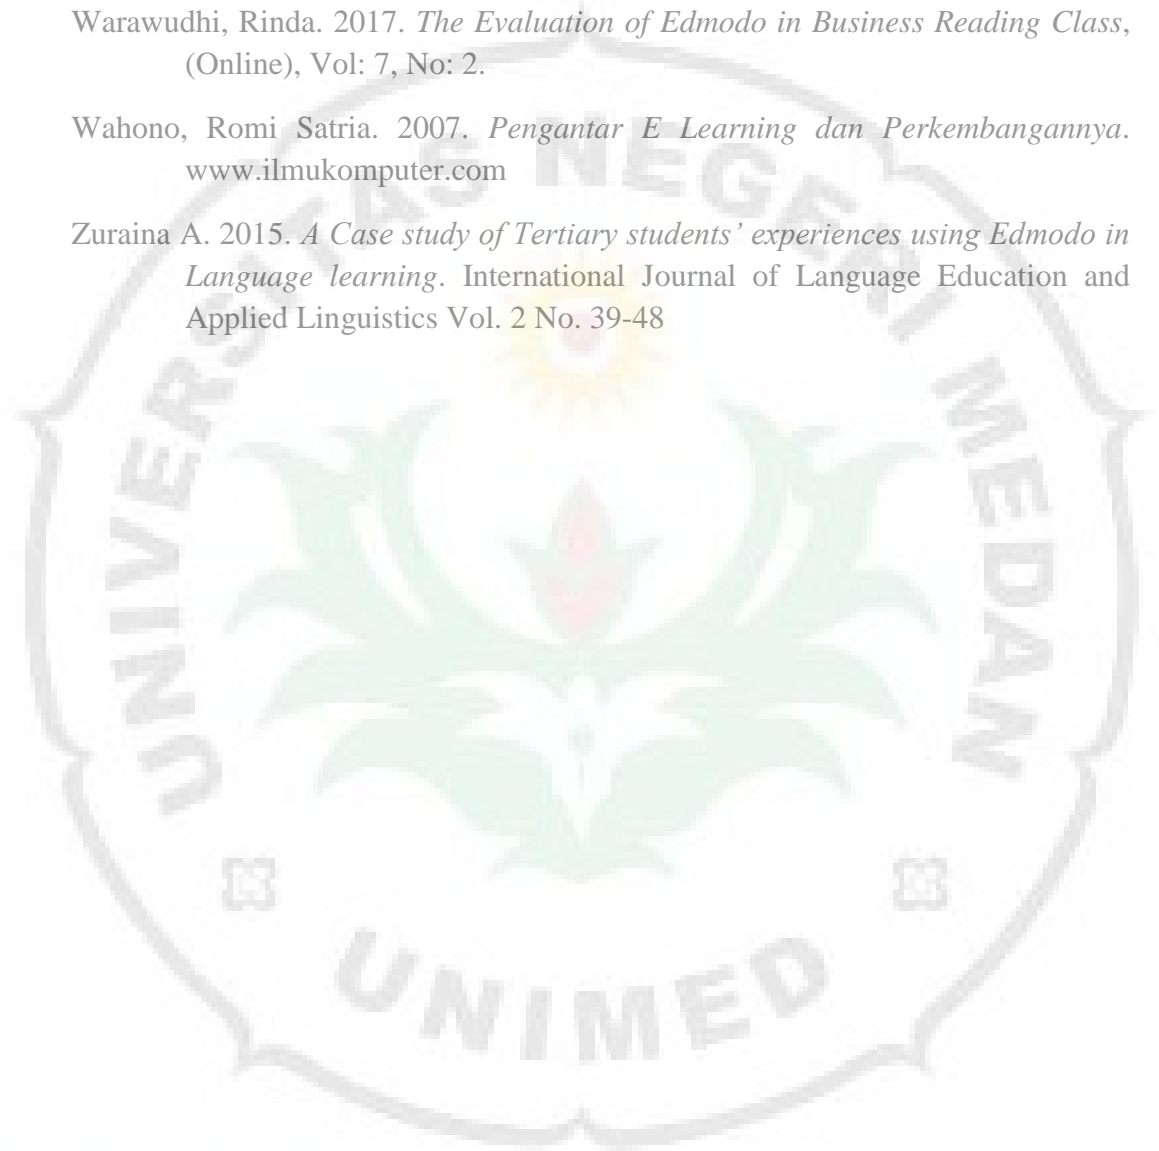 Warawudhi, Rinda. 2017. The Evaluation of Edmodo in Business Reading Class,
(Online), Vol: 7, No: 2.
Wahono, Romi Satria. 2007. Pengantar E Learning dan Perkembangannya.
www.ilmukomputer.com
Zuraina A. 2015. A Case study of Tertiary students’ experiences using Edmodo in
Language learning. International Journal of Language Education and
Applied Linguistics Vol. 2 No. 39-48
UNIVERSITAS NEGERI MEDAN
UNIMED